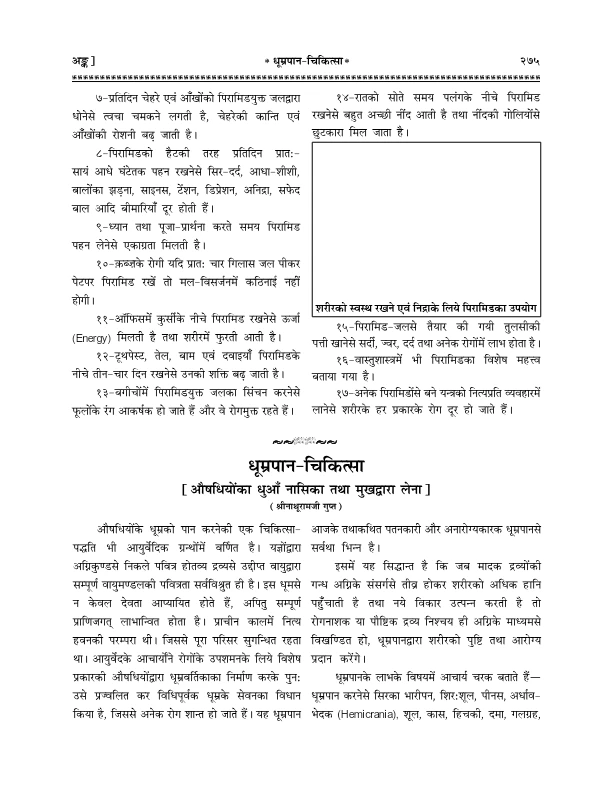 अङ्क ]
* धूम्रपान-चिकित्सा *
२७५
७-प्रतिदिन चेहरे एवं आँखोंको पिरामिडयुक्त जलद्वारा
धोनेसे त्वचा चमकने लगती है, चेहरेकी कान्ति एवं
आँखोंकी रोशनी बढ़ जाती है।
८-पिरामिडको हैटकी तरह प्रतिदिन प्रात:-
सायं आधे घंटेतक पहन रखनेसे सिर-दर्द, आधा-शीशी,
बालोंका झड़ना, साइनस, टेंशन, डिप्रेशन, अनिद्रा, सफेद
बाल आदि बीमारियाँ दूर होती हैं।
९-ध्यान तथा पूजा-प्रार्थना करते समय पिरामिड
पहन लेनेसे एकाग्रता मिलती है।
१०-क़ब्ज़के रोगी यदि प्रात: चार गिलास जल पीकर
पेटपर पिरामिड रखें तो मल-विसर्जनमें कठिनाई नहीं
होगी।
११-ऑफिसमें कुर्सीके नीचे पिरामिड रखनेसे ऊर्जा
(Energy) मिलती है तथा शरीरमें फुरती आती है।
१२-टूथपेस्ट, तेल, बाम एवं दवाइयाँ पिरामिडके
नीचे तीन-चार दिन रखनेसे उनकी शक्ति बढ़ जाती है।
१३-बगीचोंमें पिरामिडयुक्त जलका सिंचन करनेसे
फूलोंके रंग आकर्षक हो जाते हैं और वे रोगमुक्त रहते हैं।
१४-रातको सोते समय पलंगके नीचे पिरामिड
रखनेसे बहुत अच्छी नींद आती है तथा नींदकी गोलियोंसे
छुटकारा मिल जाता है।
शरीरको स्वस्थ रखने एवं निद्राके लिये पिरामिडका उपयोग
१५-पिरामिड-जलसे तैयार की गयी तुलसीकी
पत्ती खानेसे सर्दी, ज्वर, दर्द तथा अनेक रोगोंमें लाभ होता है।
१६-वास्तुशास्त्रमें भी पिरामिडका विशेष महत्त्व
बताया गया है।
१७-अनेक पिरामिडोंसे बने यन्त्रको नित्यप्रति व्यवहारमें
लानेसे शरीरके हर प्रकारके रोग दूर हो जाते हैं।
धूम्रपान-चिकित्सा
[ औषधियोंका धुआँ नासिका तथा मुखद्वारा लेना ]
( श्रीनाथूरामजी गुप्त )
औषधियोंके धूम्रको पान करनेकी एक चिकित्सा-
पद्धति भी आयुर्वेदिक ग्रन्थोंमें वर्णित है। यज्ञोंद्वारा
अग्निकुण्डसे निकले पवित्र होतव्य द्रव्यसे उद्दीप्त वायुद्वारा
सम्पूर्ण वायुमण्डलकी पवित्रता सर्वविश्रुत ही है। इस धूमसे
न केवल देवता आप्यायित होते हैं, अपितु सम्पूर्ण
प्राणिजगत् लाभान्वित होता है। प्राचीन कालमें नित्य
हवनकी परम्परा थी। जिससे पूरा परिसर सुगन्धित रहता
था। आयुर्वेदके आचार्योंने रोगोंके उपशमनके लिये विशेष
प्रकारकी औषधियोंद्वारा धूम्रवर्तिकाका निर्माण करके पुन:
उसे प्रज्वलित कर विधिपूर्वक धूम्रके सेवनका विधान
किया है, जिससे अनेक रोग शान्त हो जाते हैं। यह धूम्रपान
आजके तथाकथित पतनकारी और अनारोग्यकारक धूम्रपानसे
सर्वथा भिन्न है।
इसमें यह सिद्धान्त है कि जब मादक द्रव्योंकी
गन्ध अग्निके संसर्गसे तीव्र होकर शरीरको अधिक हानि
पहुँचाती है तथा नये विकार उत्पन्न करती है तो
रोगनाशक या पौष्टिक द्रव्य निश्चय ही अग्निके माध्यमसे
विखण्डित हो, धूम्रपानद्वारा शरीरको पुष्टि तथा आरोग्य
प्रदान करेंगे।
धूम्रपानके लाभके विषयमें आचार्य चरक बताते हैं—
धूम्रपान करनेसे सिरका भारीपन, शिर:शूल, पीनस, अर्धाव-
भेदक (Hemicrania), शूल, कास, हिचकी, दमा, गलग्रह,